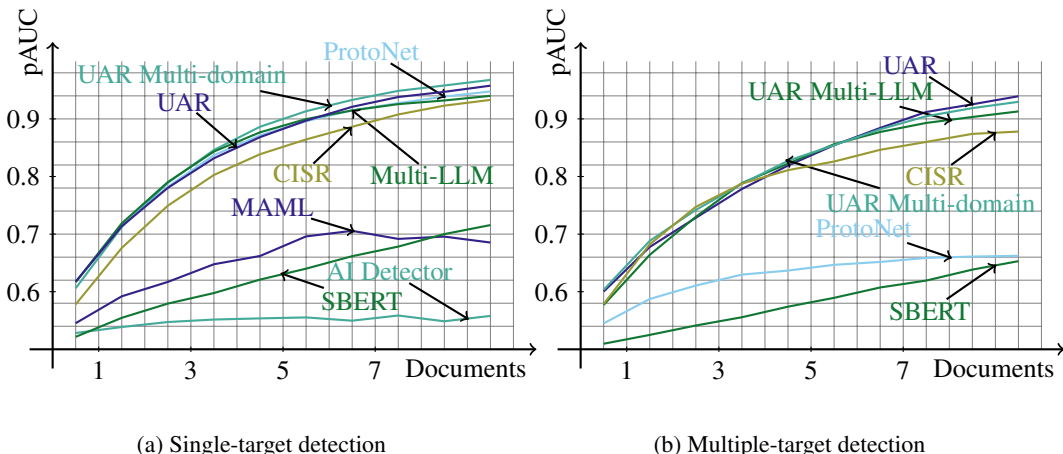 pAUC
ProtoNet
UAR Multi-domain
UAR
0.9
CISR
Multi-LLM
0.8
MAML
0.7
AI Detector
SBERT
0.6
1 3 5 7 Documents
(a) Single-target detection
pAUC
UAR
UAR Multi-LLM
0.9
CISR
0.8
UAR Multi-domain
ProtoNet
0.7
SBERT
0.6
1 3 5 7 Documents
(b) Multiple-target detection